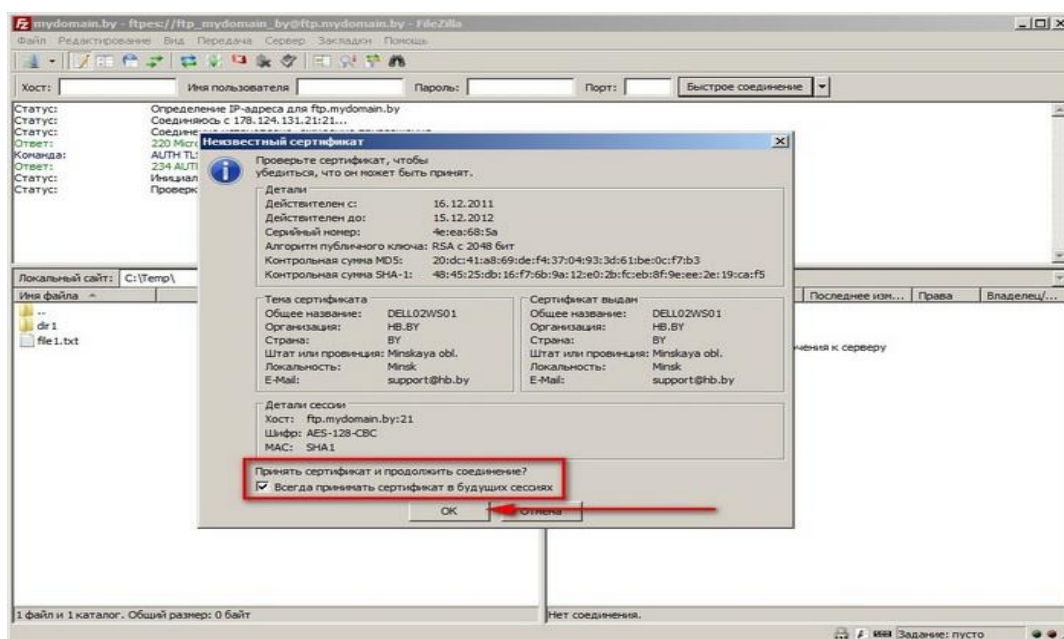 mydomain.by - ftpes://ftp_mydomain_by@ftp.mydomain.by - FileZilla
Файл Редактирование Вид Передача Сервер Закладки Помощь
Хост: Имя пользователя Пароль: Порт: Быстрое соединение
Статус: Определение IP-адреса для ftp.mydomain.by
Статус: Соединяюсь с 178.124.131.21:21...
Статус:
Ответ: 220
Команда: AUTH
Ответ: 234
Статус:
Статус:
Неизвестный сертификат
Проверьте сертификат, чтобы
убедиться, что он может быть принят.
Детали
Действителен с: 16.12.2011
Действителен до: 15.12.2012
Серийный номер: 4e:ea:68:5a
Алгоритм публичного ключа: RSA с 2048 бит
Контрольная сумма MD5: 20:dc:41:a8:69:de:f4:37:04:93:3d:61:be:0c:f7:b3
Контрольная сумма SHA-1: 48:45:25:db:16:f7:6b:9a:12:e0:2b:fc:eb:8f:9e:ee:2e:19:ca:f5
Тема сертификата
Общее название: DELL02WS01
Организация: HB.BY
Страна: BY
Штат или провинция: Minskaya obl.
Локальность: Minsk
E-Mail: support@hb.by
Сертификат выдан
Общее название: DELL02WS01
Организация: HB.BY
Страна: BY
Штат или провинция: Minskaya obl.
Локальность: Minsk
E-Mail: support@hb.by
Детали сессии
Хост: ftp.mydomain.by:21
Шифр: AES-128-CBC
MAC: SHA1
Принять сертификат и продолжить соединение?
Всегда принимать сертификат в будущих сессиях
OK Отмена
Локальный сайт: C:\Temp\
Имя файла
..
dir1
file1.txt
Последнее изм... Права Владелец/...
к серверу
1 файл и 1 каталог. Общий размер: 0 байт
Нет соединения.
Задание: пусто